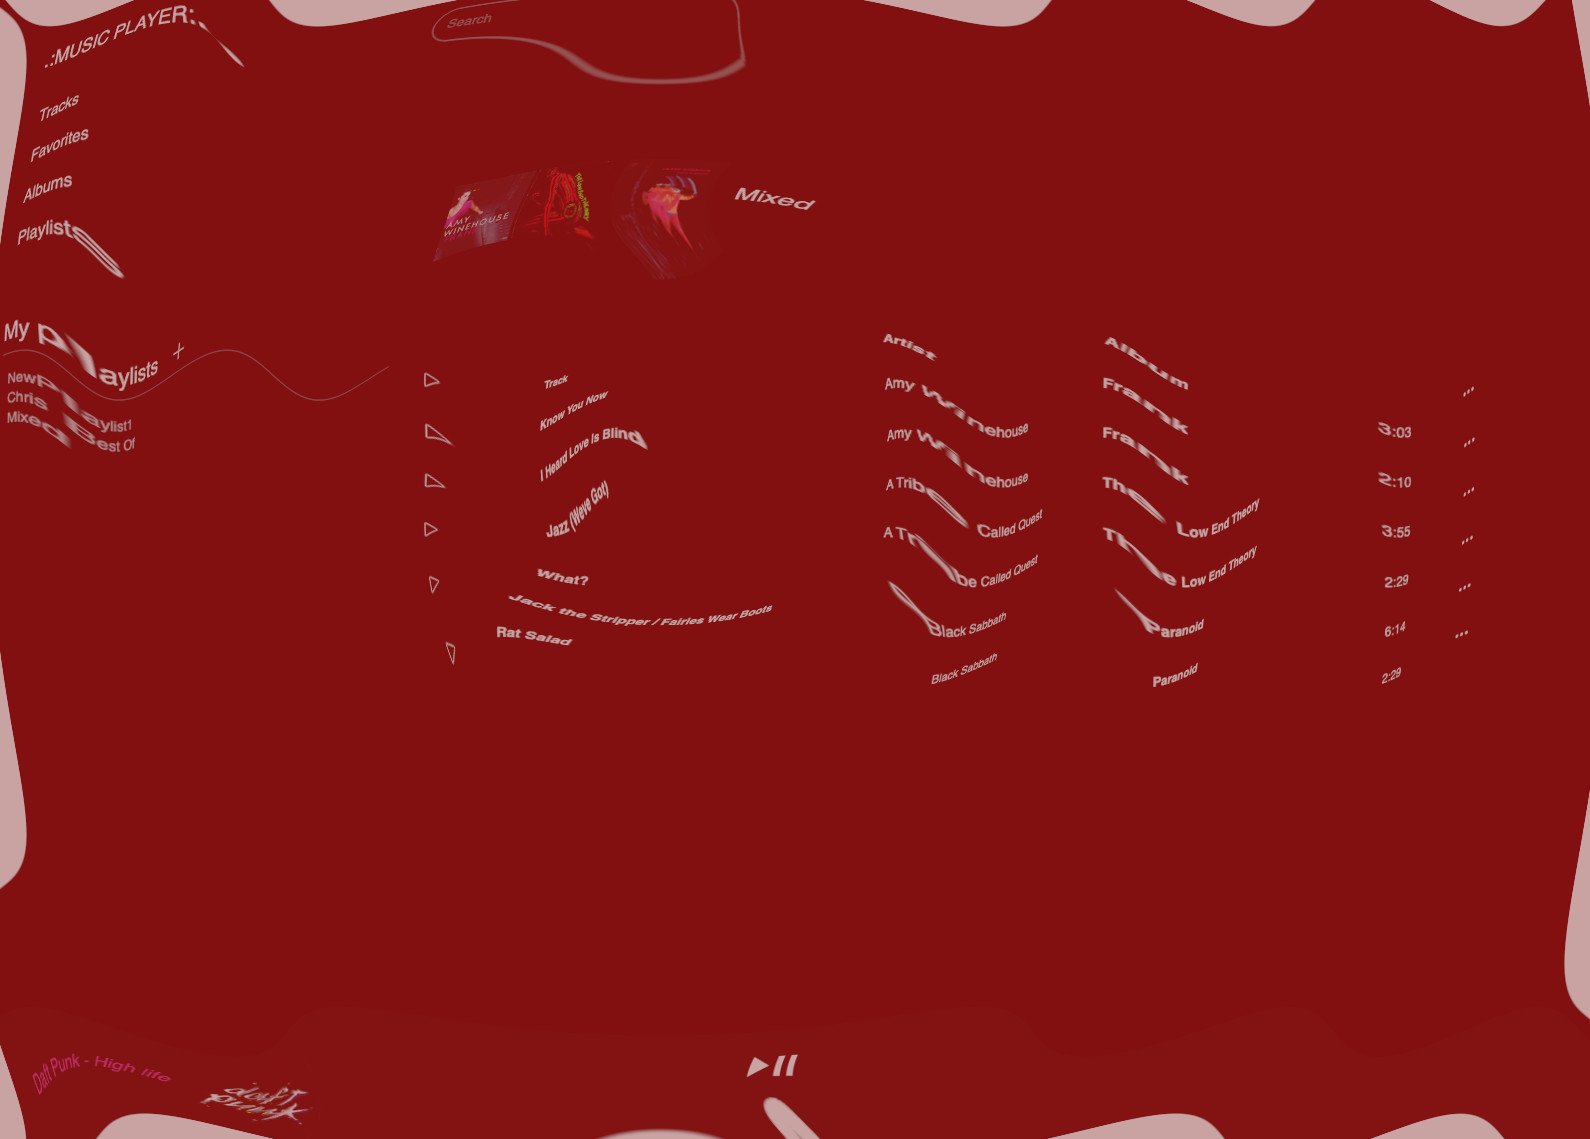 .:MUSIC PLAYER:.
Search
Tracks
Favorites
Albums
Playlists
AMY
WINEHOUSE
Mixed
My playlists +
New playlist1
Chris Best Of
Mixed
Track Artist Album
Know You Now Amy Winehouse Frank 3:03 ...
I Heard Love Is Blind Amy Winehouse Frank 2:10 ...
Jazz (Weve Got) A Tribe Called Quest The Low End Theory 3:55 ...
What? A Tribe Called Quest The Low End Theory 2:29 ...
Jack the Stripper / Fairies Wear Boots Black Sabbath Paranoid 6:14 ...
Rat Salad Black Sabbath Paranoid 2:29 ...
Daft Punk - High life
daft
punk